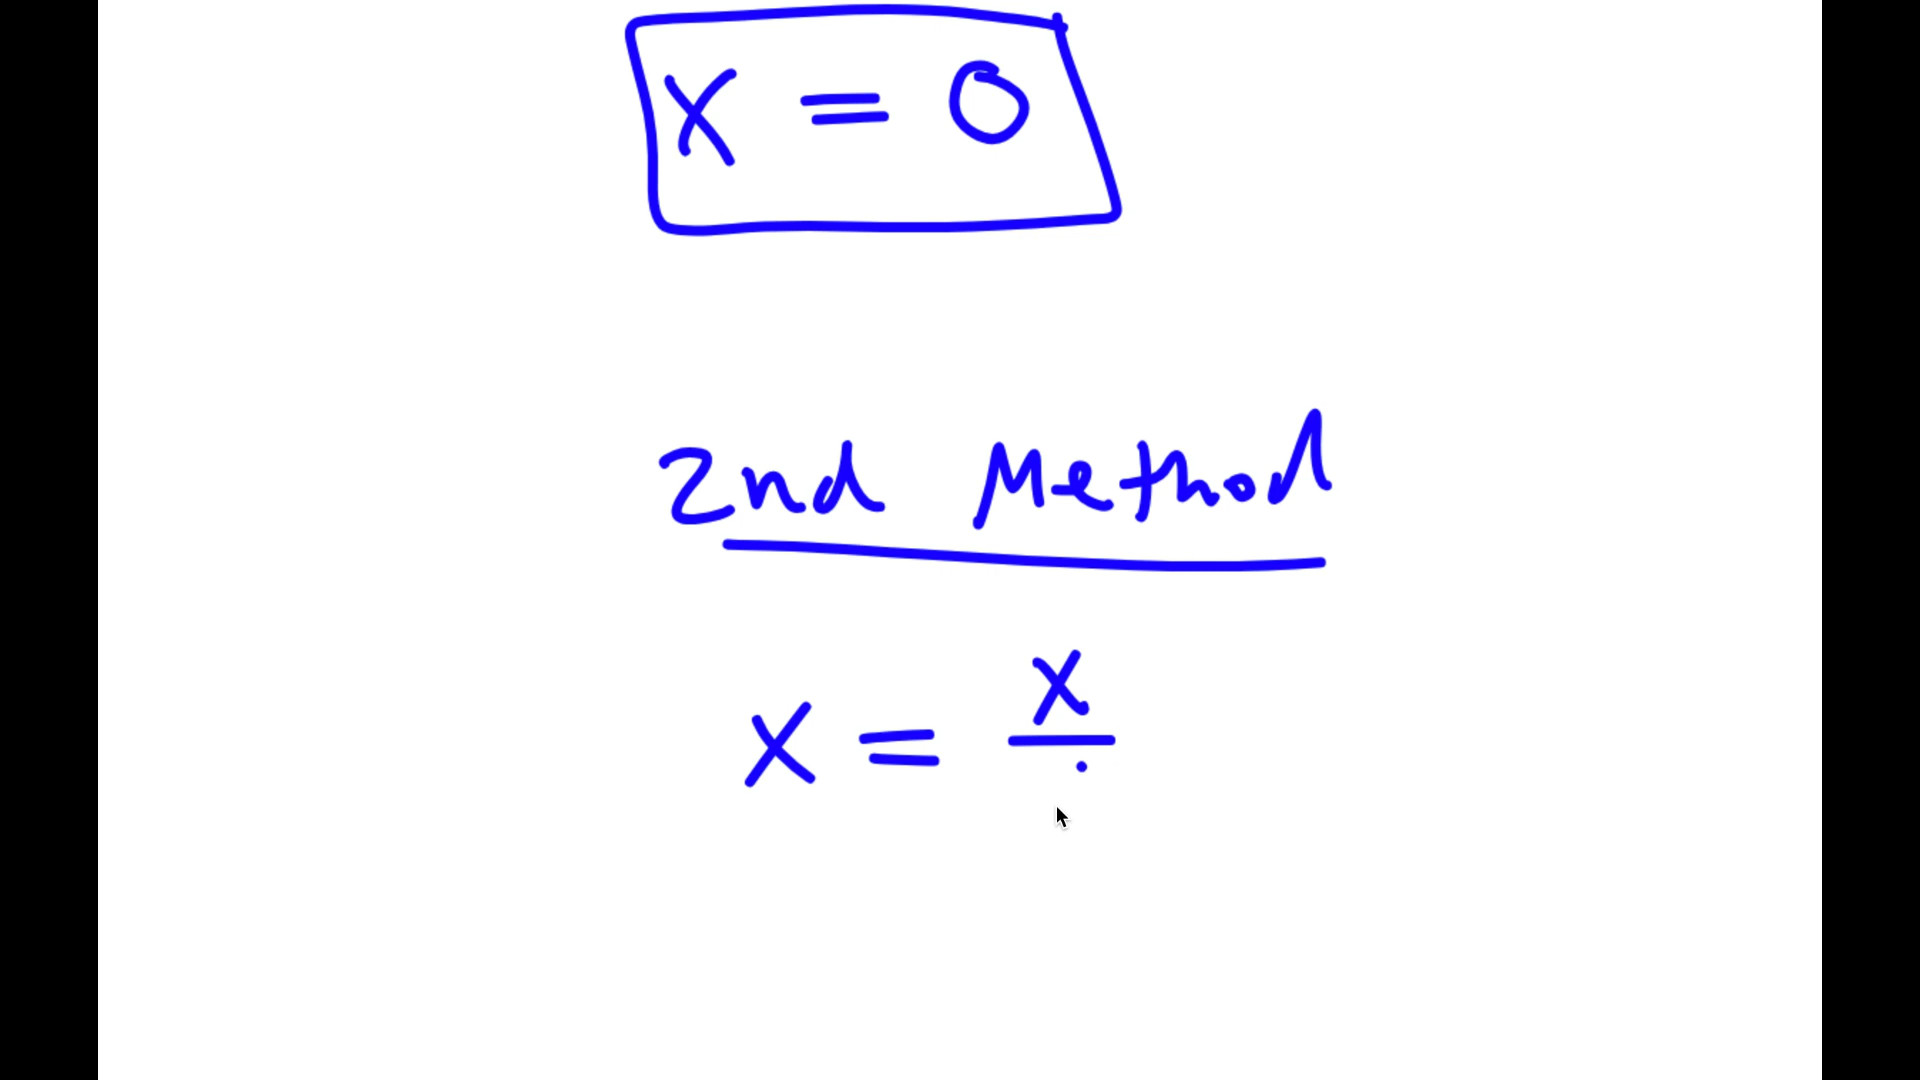 x = 0
2nd Method
x = x/.